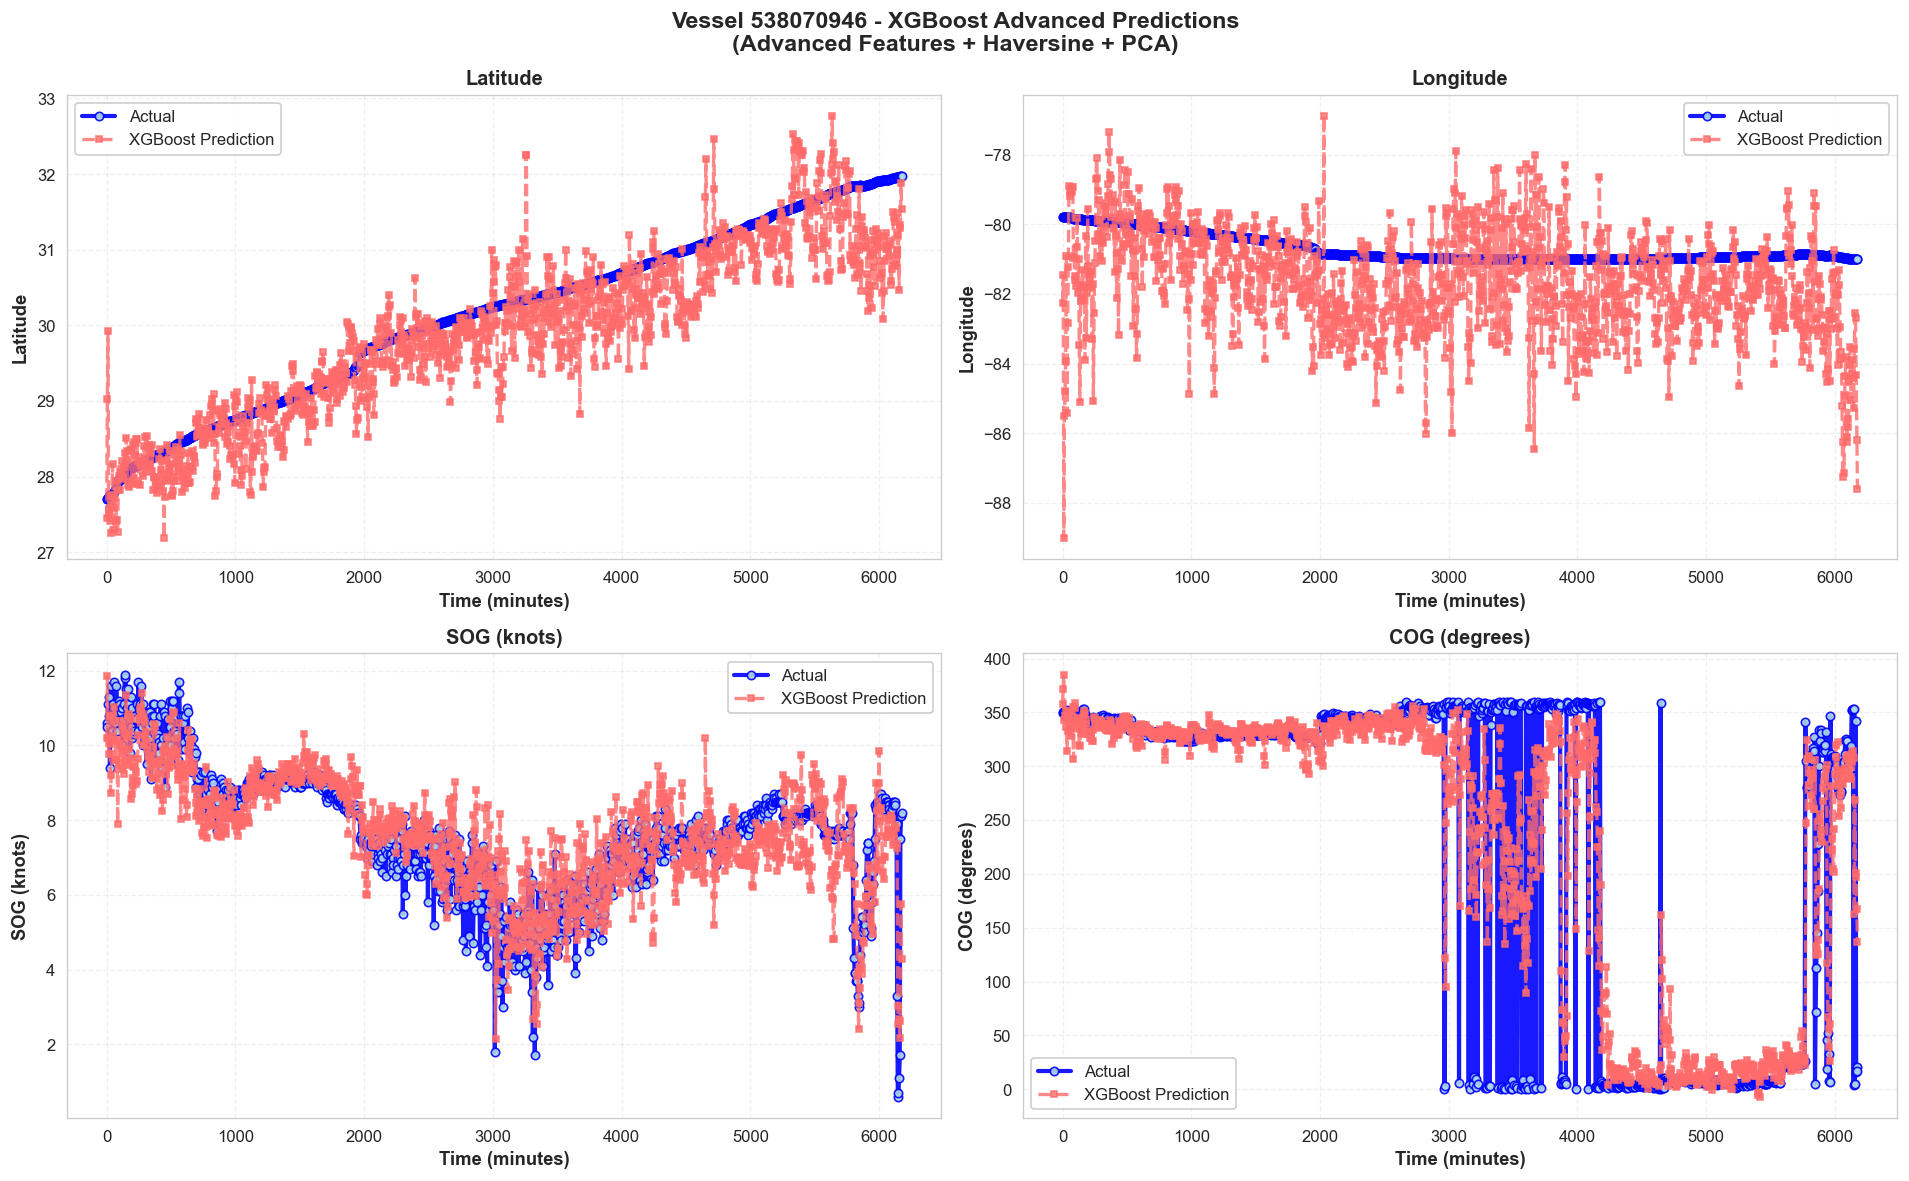 Vessel 538070946 - XGBoost Advanced Predictions
(Advanced Features + Haversine + PCA)
Latitude
Actual
XGBoost Prediction
33
32
31
30
29
28
27
Latitude
0 1000 2000 3000 4000 5000 6000
Time (minutes)
Longitude
Actual
XGBoost Prediction
−78
−80
−82
−84
−86
−88
Longitude
0 1000 2000 3000 4000 5000 6000
Time (minutes)
SOG (knots)
Actual
XGBoost Prediction
12
10
8
6
4
2
SOG (knots)
0 1000 2000 3000 4000 5000 6000
Time (minutes)
COG (degrees)
400
350
300
250
200
150
100
50
0
COG (degrees)
Actual
XGBoost Prediction
0 1000 2000 3000 4000 5000 6000
Time (minutes)